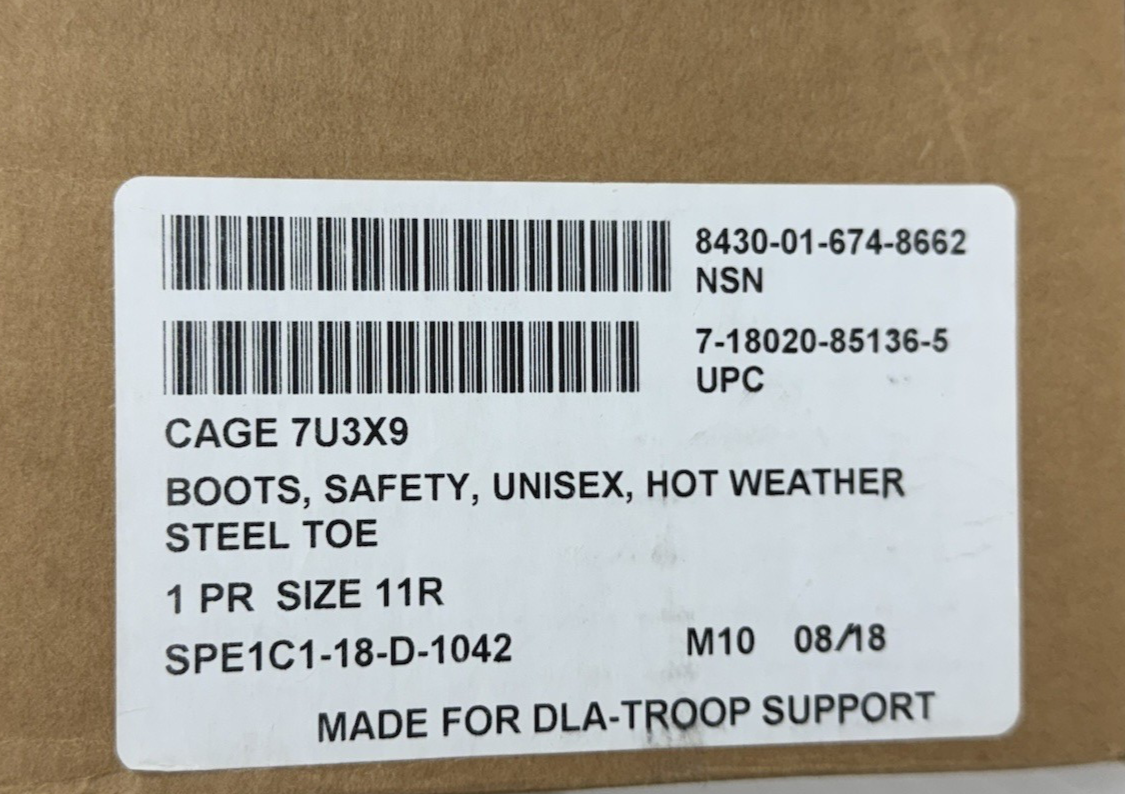 8430-01-674-8662
NSN
7-18020-85136-5
UPC
CAGE 7U3X9
BOOTS, SAFETY, UNISEX, HOT WEATHER
STEEL TOE
1 PR SIZE 11R
SPE1C1-18-D-1042 M10 08/18
MADE FOR DLA-TROOP SUPPORT